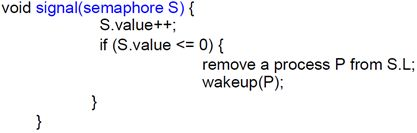 void signal(semaphore S) {
S.value++;
if (S.value <= 0) {
remove a process P from S.L;
wakeup(P);
}
}